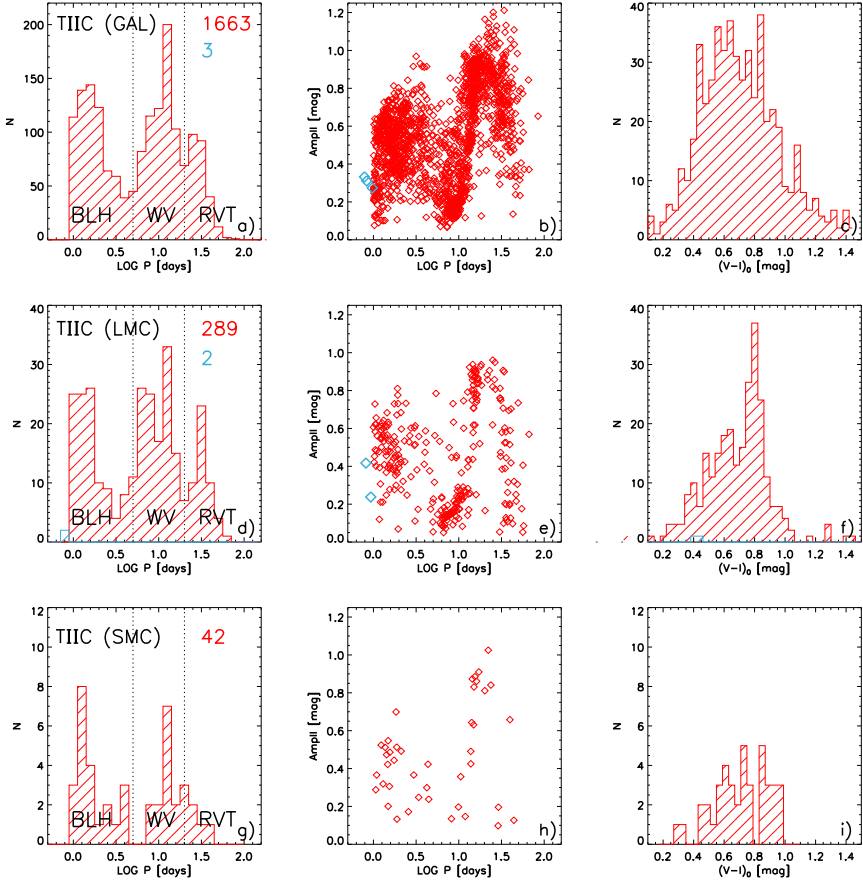 TIIC (GAL) 1663
3
BLH WV RVT a)
N
0 50 100 150 200
0.0 0.5 1.0 1.5 2.0
LOG P [days]
b)
AmpII [mag]
0.0 0.2 0.4 0.6 0.8 1.0 1.2
0.0 0.5 1.0 1.5 2.0
LOG P [days]
c)
N
0 10 20 30 40
0.2 0.4 0.6 0.8 1.0 1.2 1.4
(V-I)0 [mag]
TIIC (LMC) 289
2
BLH WV RVT d)
N
0 10 20 30 40
0.0 0.5 1.0 1.5 2.0
LOG P [days]
e)
AmpII [mag]
0.0 0.2 0.4 0.6 0.8 1.0 1.2
0.0 0.5 1.0 1.5 2.0
LOG P [days]
f)
N
0 10 20 30 40
0.2 0.4 0.6 0.8 1.0 1.2 1.4
(V-I)0 [mag]
TIIC (SMC) 42
BLH WV RVT g)
N
0 2 4 6 8 10 12
0.0 0.5 1.0 1.5 2.0
LOG P [days]
h)
AmpII [mag]
0.0 0.2 0.4 0.6 0.8 1.0 1.2
0.0 0.5 1.0 1.5 2.0
LOG P [days]
i)
N
0 2 4 6 8 10 12
0.2 0.4 0.6 0.8 1.0 1.2 1.4
(V-I)0 [mag]